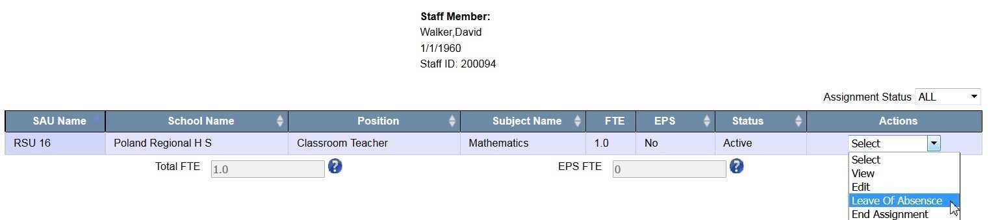 Staff Member:
Walker,David
1/1/1960
Staff ID: 200094
Assignment Status ALL
SAU Name School Name Position Subject Name FTE EPS Status Actions
RSU 16 Poland Regional H S Classroom Teacher Mathematics 1.0 No Active Select
Total FTE 1.0 ? EPS FTE 0 ?
Select
View
Edit
Leave Of Absensce
End Assignment